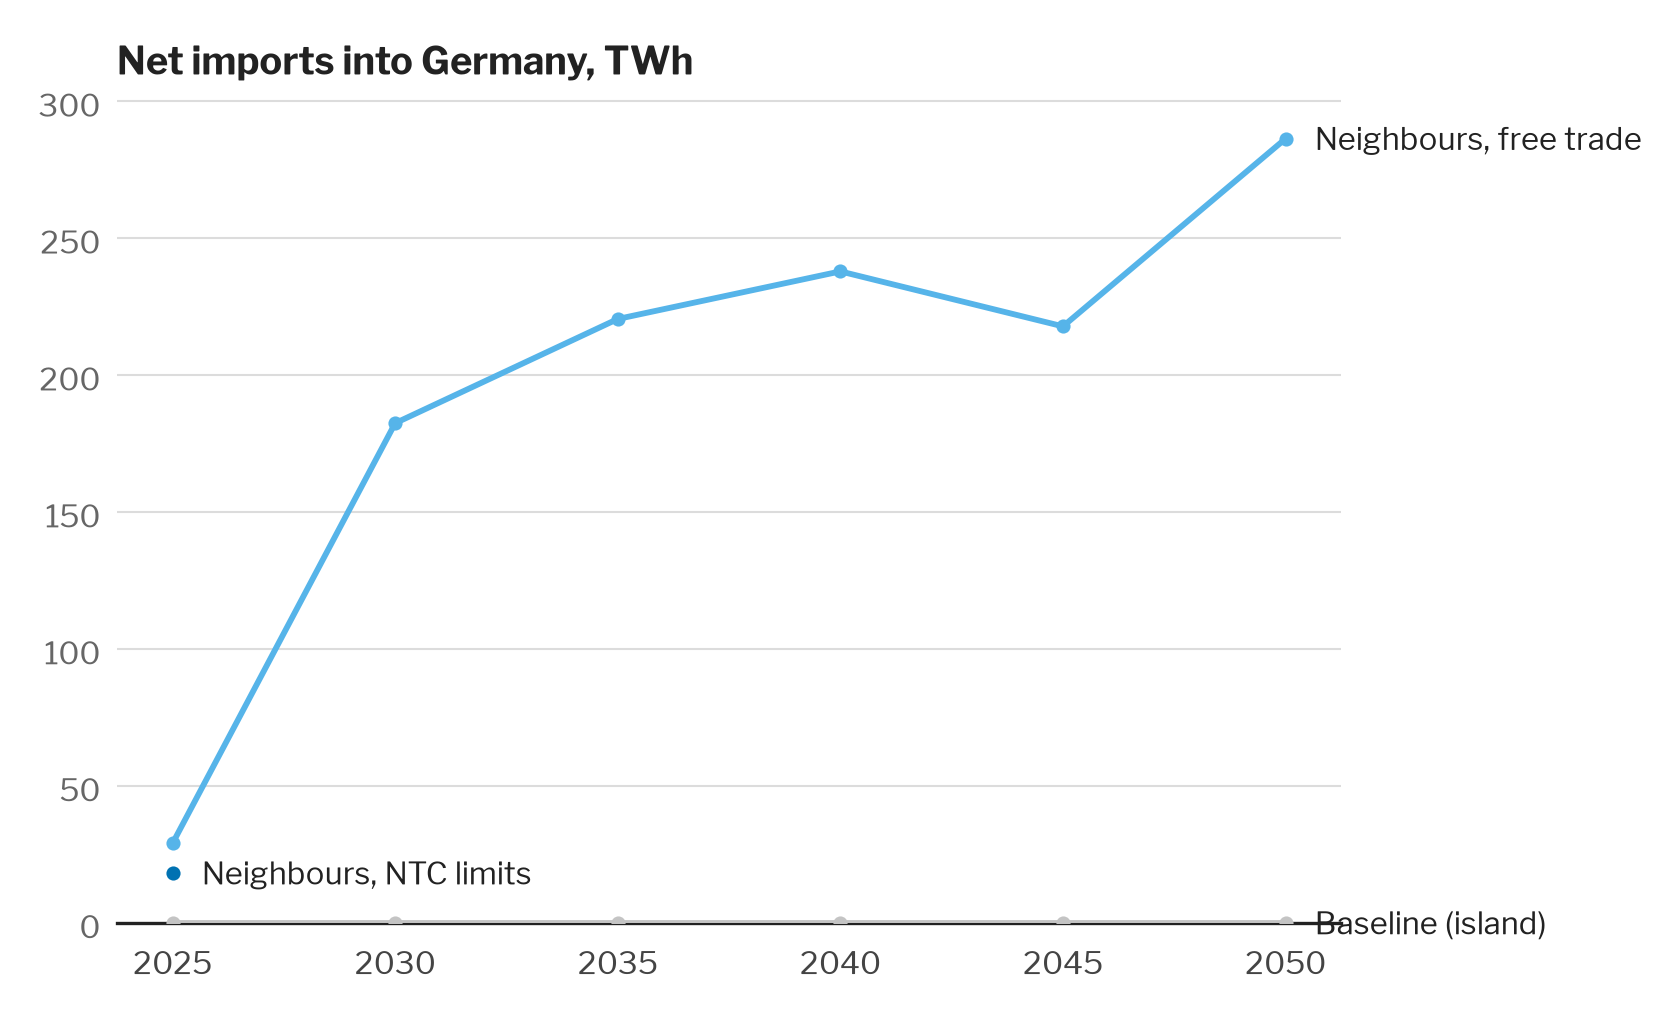 Net imports into Germany, TWh
300
Neighbours, free trade
250
200
150
100
50
Neighbours, NTC limits
0
Baseline (island)
2025 2030 2035 2040 2045 2050